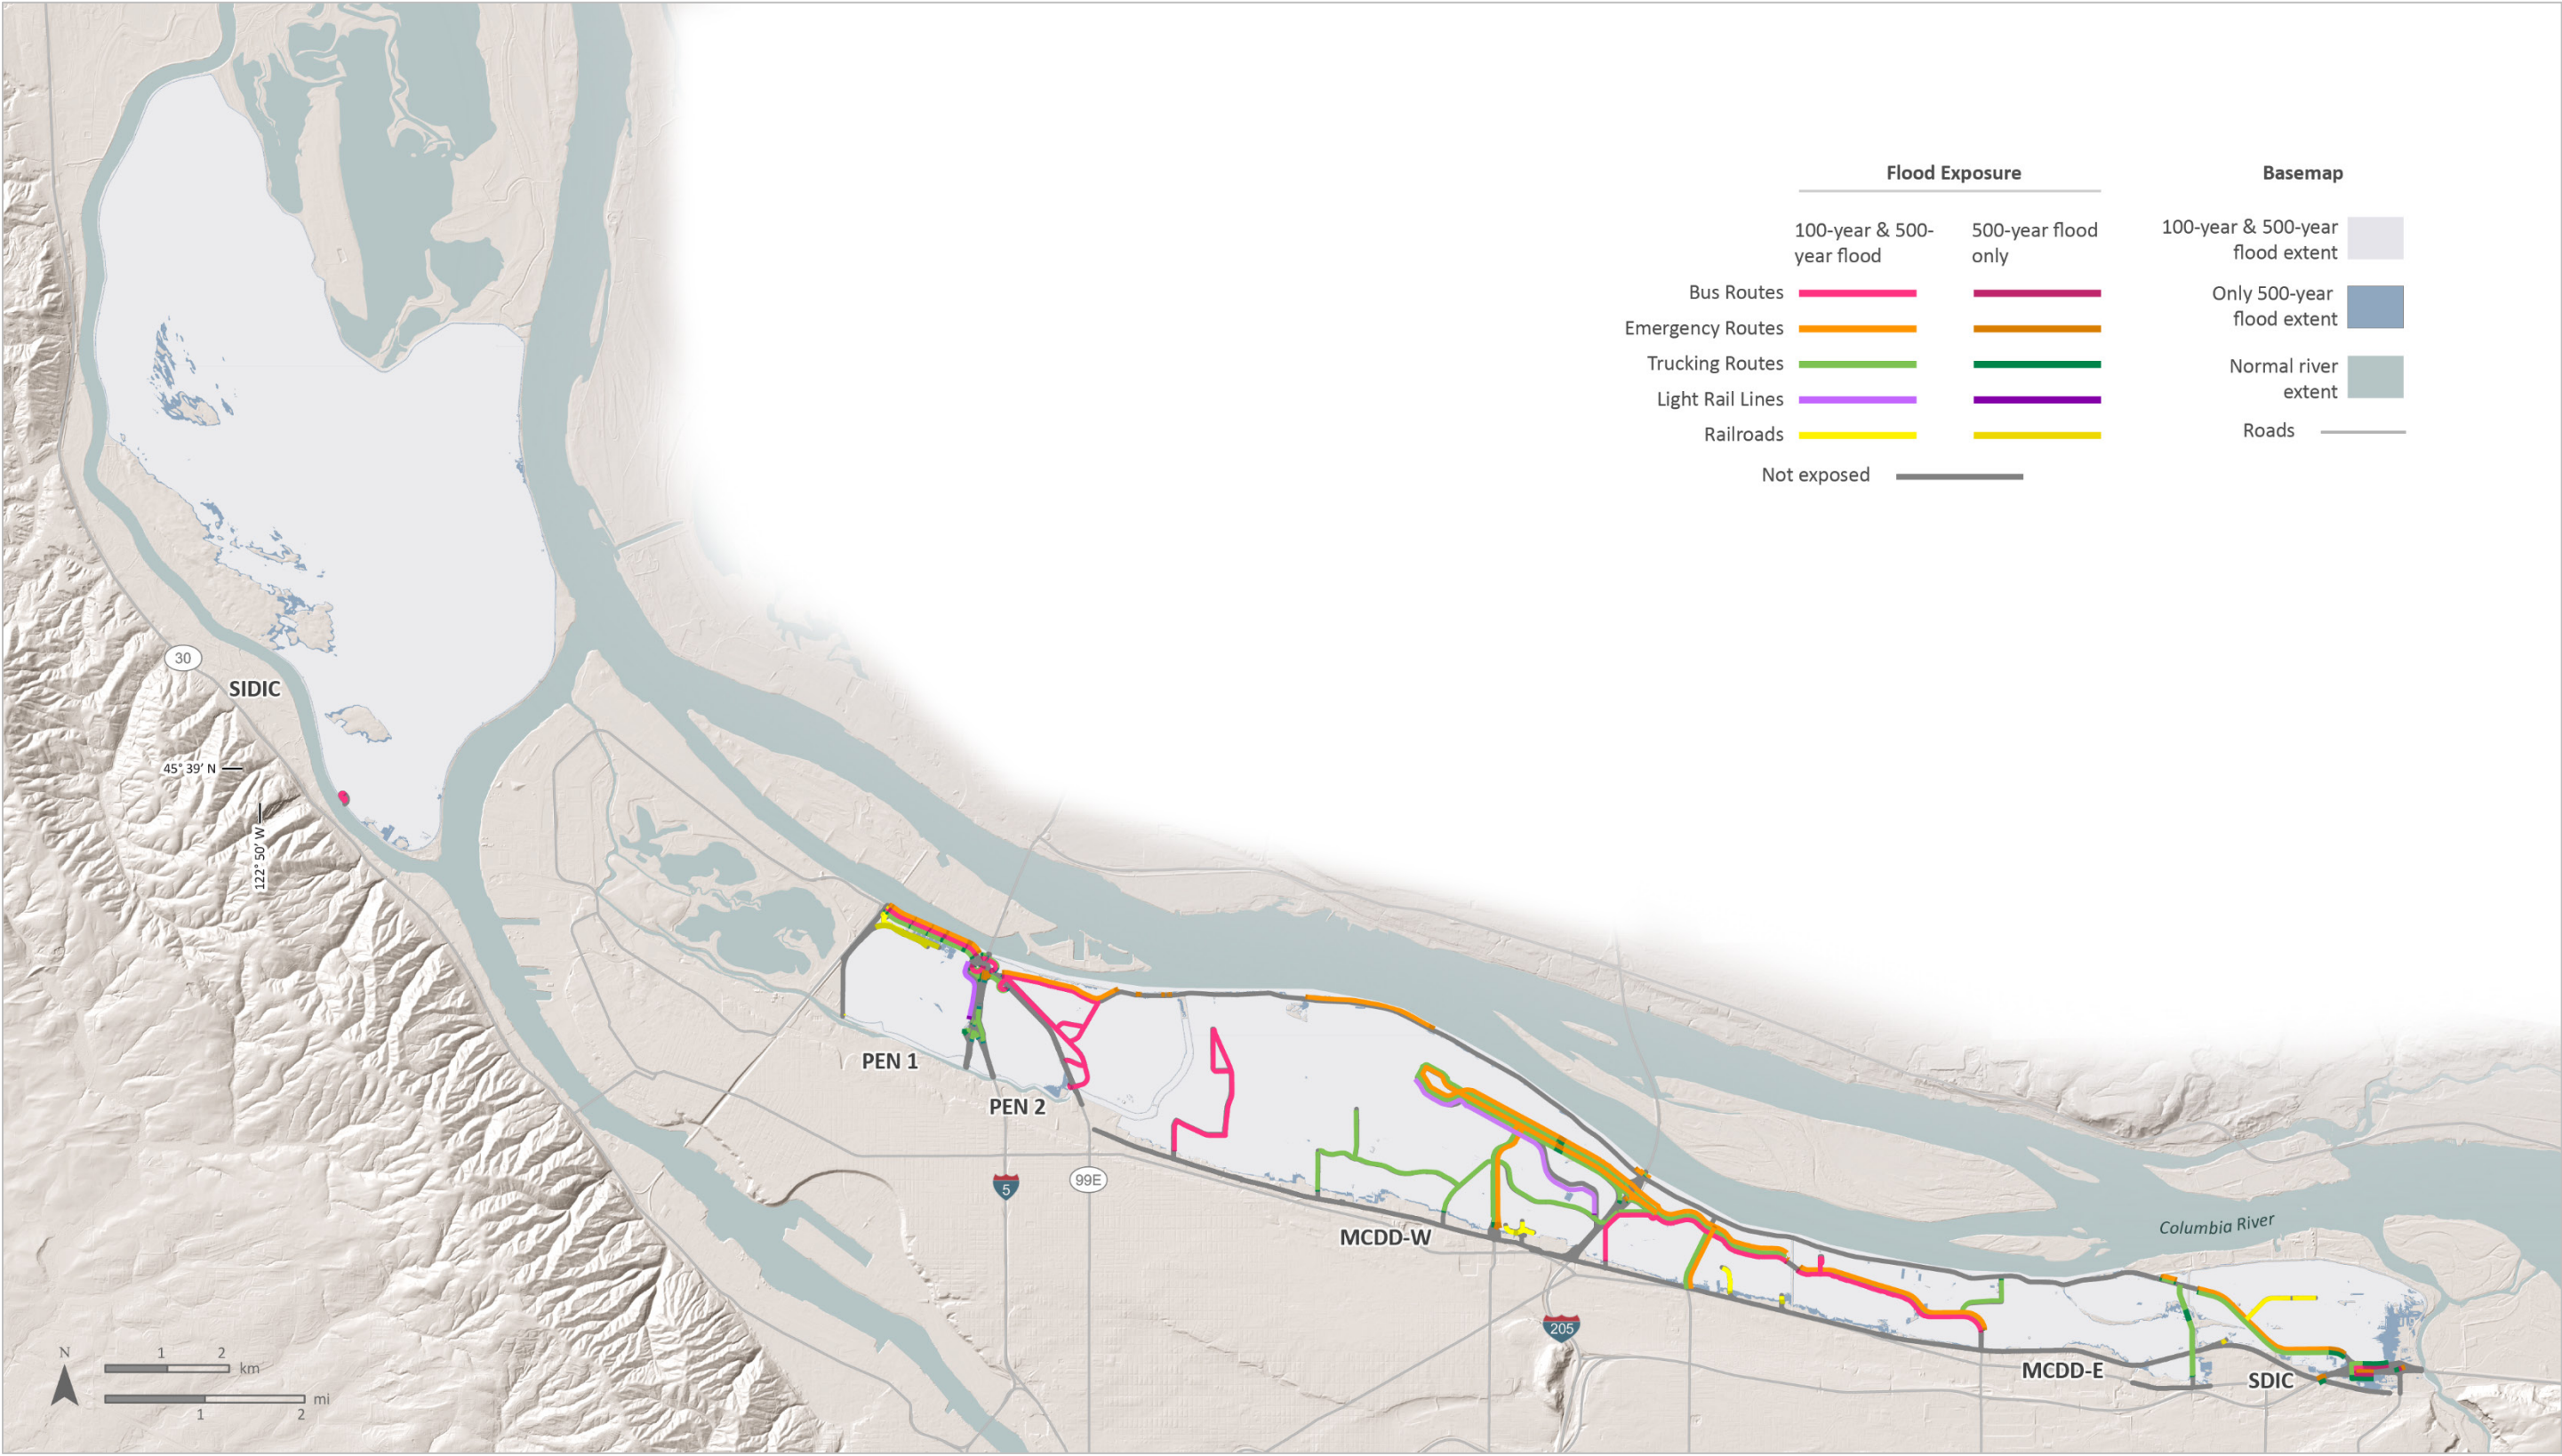 Flood Exposure
Basemap
100-year & 500-
year flood
500-year flood
only
Bus Routes
Emergency Routes
Trucking Routes
Light Rail Lines
Railroads
Not exposed
100-year & 500-year
flood extent
Only 500-year
flood extent
Normal river
extent
Roads
30
SIDIC
45° 39' N
122° 50' W
PEN 1
PEN 2
5
99E
MCDD-W
205
Columbia River
MCDD-E
SDIC
N
1 2
km
mi
1 2